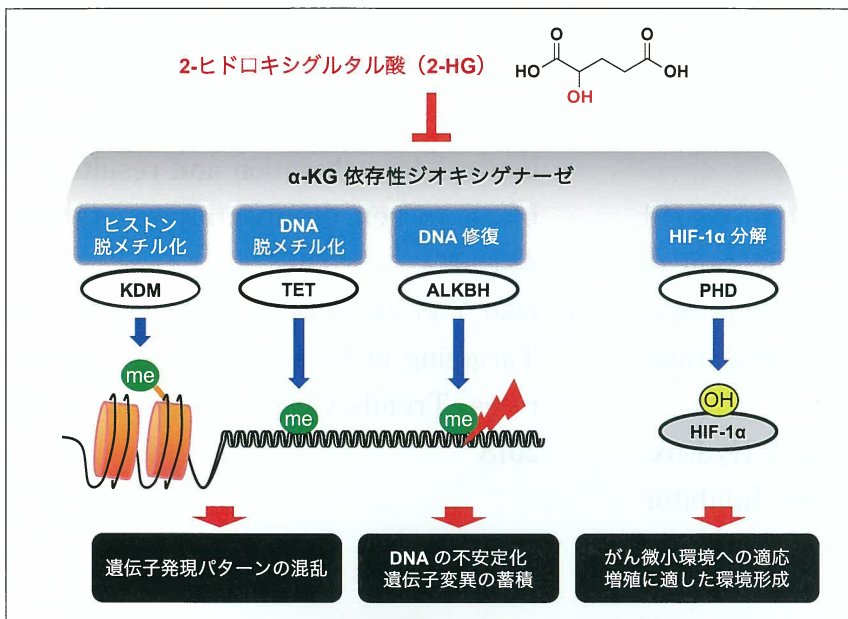 2-ヒドロキシグルタル酸（2-HG）
O
O
HO
OH
OH
α-KG 依存性ジオキシゲナーゼ
ヒストン
脱メチル化
DNA
脱メチル化
DNA 修復
HIF-1α 分解
KDM
TET
ALKBH
PHD
me
me
me
OH
HIF-1α
遺伝子発現パターンの混乱
DNA の不安定化
遺伝子変異の蓄積
がん微小環境への適応
増殖に適した環境形成